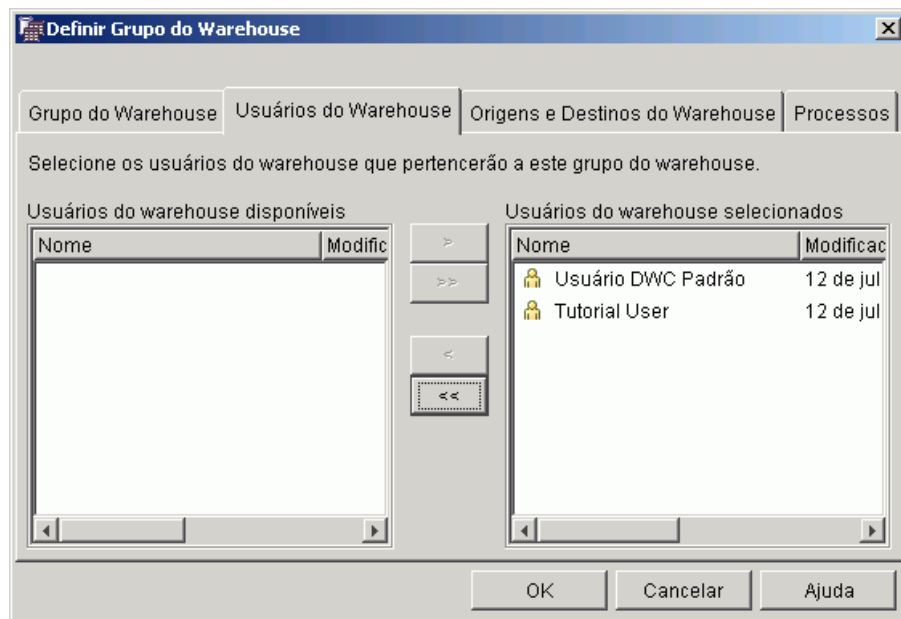 Definir Grupo do Warehouse
Grupo do Warehouse Usuários do Warehouse Origens e Destinos do Warehouse Processos
Selecione os usuários do warehouse que pertencerão a este grupo do warehouse.
Usuários do warehouse disponíveis
Nome Modific
>
>>
<
<<
Usuários do warehouse selecionados
Nome Modificac
Usuário DWC Padrão 12 de jul
Tutorial User 12 de jul
OK Cancelar Ajuda